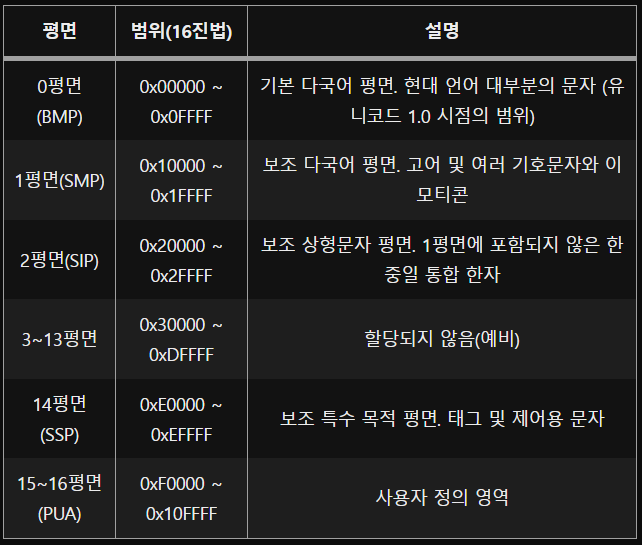 평면 범위(16진법) 설명
0평면
(BMP)
0x00000 ~
0x0FFFF
기본 다국어 평면. 현대 언어 대부분의 문자 (유
니코드 1.0 시점의 범위)
1평면(SMP)
0x10000 ~
0x1FFFF
보조 다국어 평면. 고어 및 여러 기호문자와 이
모티콘
2평면(SIP)
0x20000 ~
0x2FFFF
보조 상형문자 평면. 1평면에 포함되지 않은 한
중일 통합 한자
3~13평면
0x30000 ~
0xDFFFF
할당되지 않음(예비)
14평면
(SSP)
0xE0000 ~
0xEFFFF
보조 특수 목적 평면. 태그 및 제어용 문자
15~16평면
(PUA)
0xF0000 ~
0x10FFFF
사용자 정의 영역